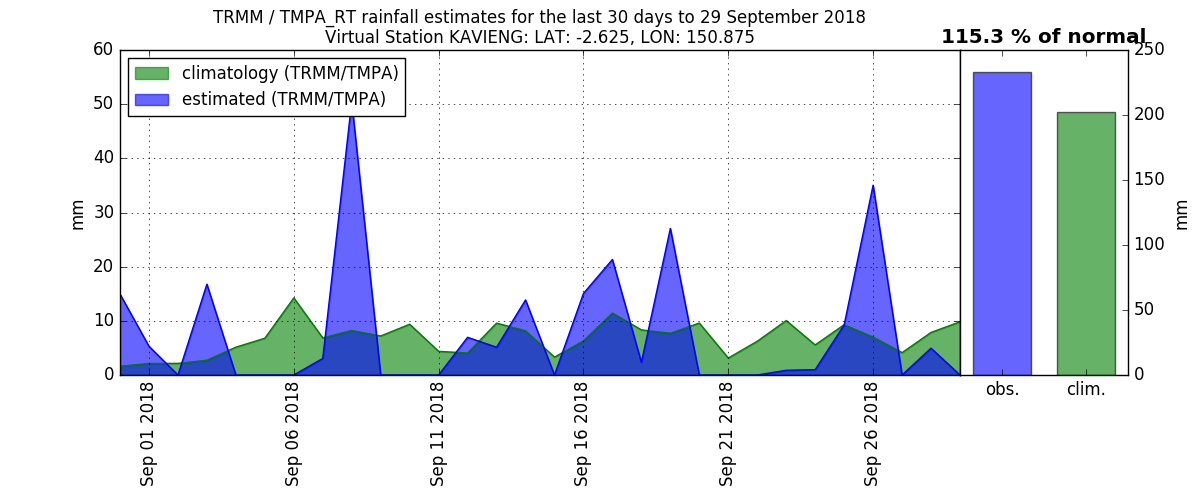 TRMM / TMPA_RT rainfall estimates for the last 30 days to 29 September 2018
Virtual Station KAVIENG: LAT: -2.625, LON: 150.875
115.3 % of normal
climatology (TRMM/TMPA)
estimated (TRMM/TMPA)
60
50
40
30
20
10
0
mm
Sep 01 2018
Sep 06 2018
Sep 11 2018
Sep 16 2018
Sep 21 2018
Sep 26 2018
250
200
150
100
50
0
mm
obs.
clim.